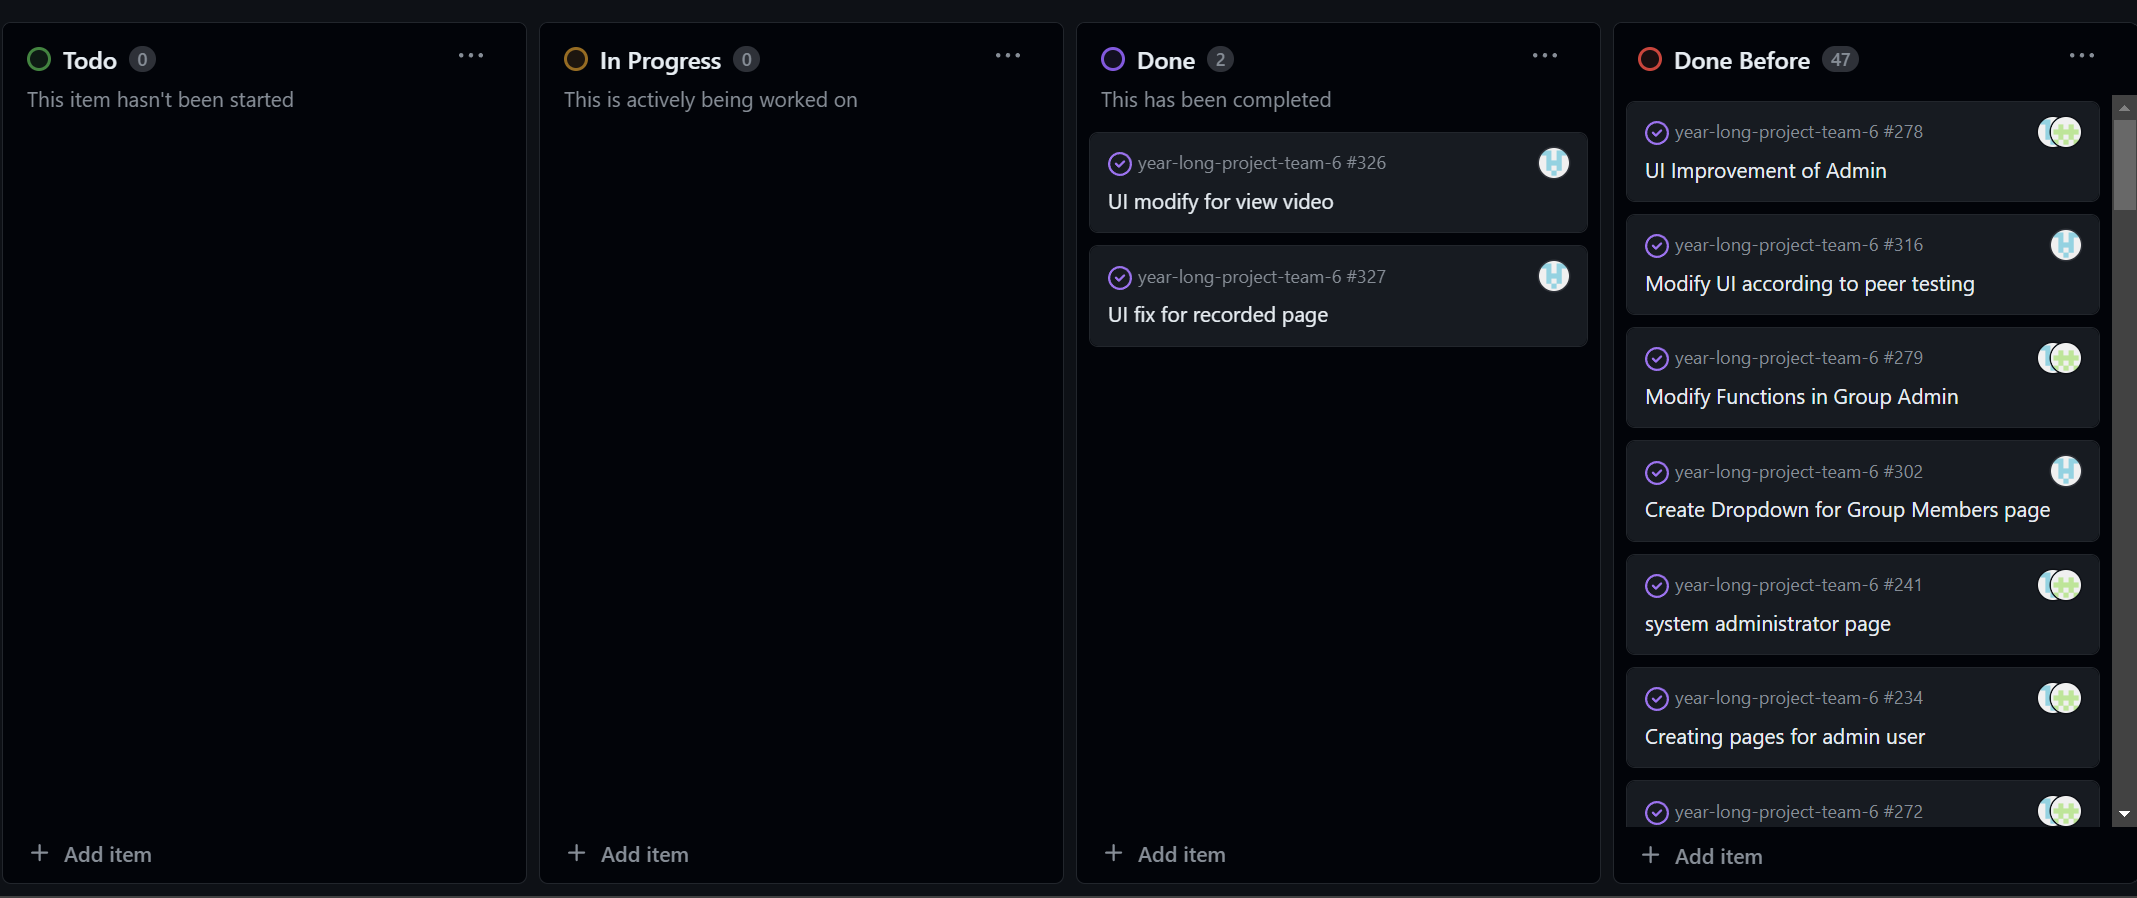 Todo 0
This item hasn't been started
Add item
In Progress 0
This is actively being worked on
Add item
Done 2
This has been completed
year-long-project-team-6 #326
UI modify for view video
year-long-project-team-6 #327
UI fix for recorded page
Add item
Done Before 47
year-long-project-team-6 #278
UI Improvement of Admin
year-long-project-team-6 #316
Modify UI according to peer testing
year-long-project-team-6 #279
Modify Functions in Group Admin
year-long-project-team-6 #302
Create Dropdown for Group Members page
year-long-project-team-6 #241
system administrator page
year-long-project-team-6 #234
Creating pages for admin user
year-long-project-team-6 #272
Add item